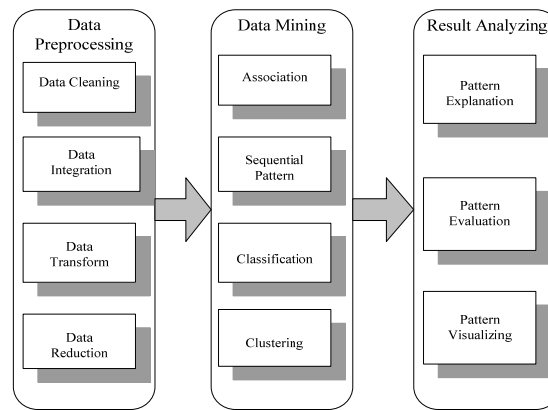 Data
Preprocessing
Data Cleaning
Data
Integration
Data
Transform
Data
Reduction
Data Mining
Association
Sequential
Pattern
Classification
Clustering
Result Analyzing
Pattern
Explanation
Pattern
Evaluation
Pattern
Visualizing